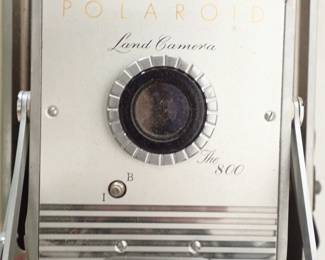 POLAROID
Land Camera
The
800
B
I